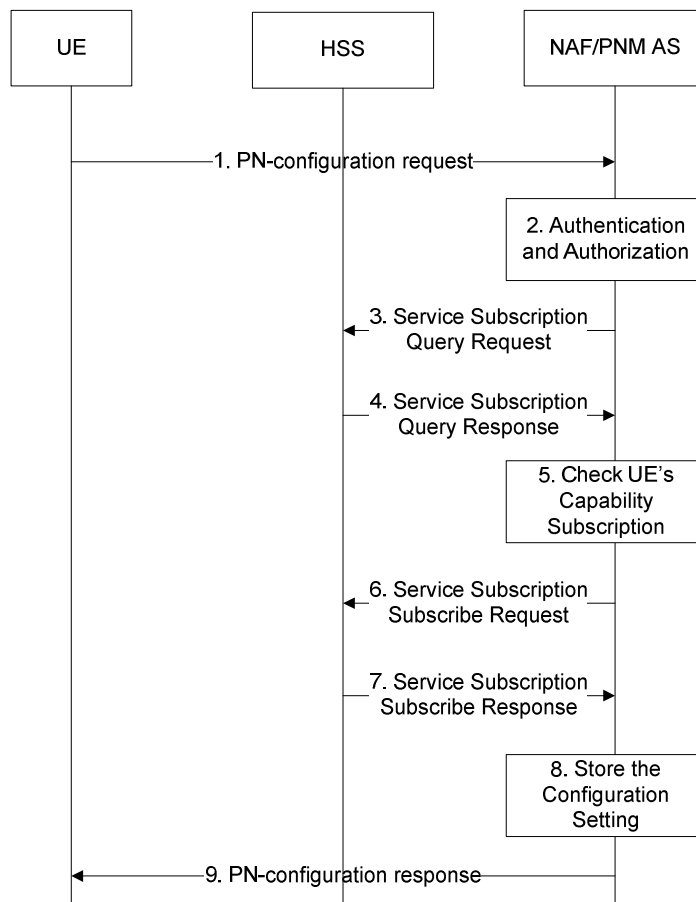 UE
HSS
NAF/PNM AS
1. PN-configuration request
2. Authentication
and Authorization
3. Service Subscription
Query Request
4. Service Subscription
Query Response
5. Check UE's
Capability
Subscription
6. Service Subscription
Subscribe Request
7. Service Subscription
Subscribe Response
8. Store the
Configuration
Setting
9. PN-configuration response